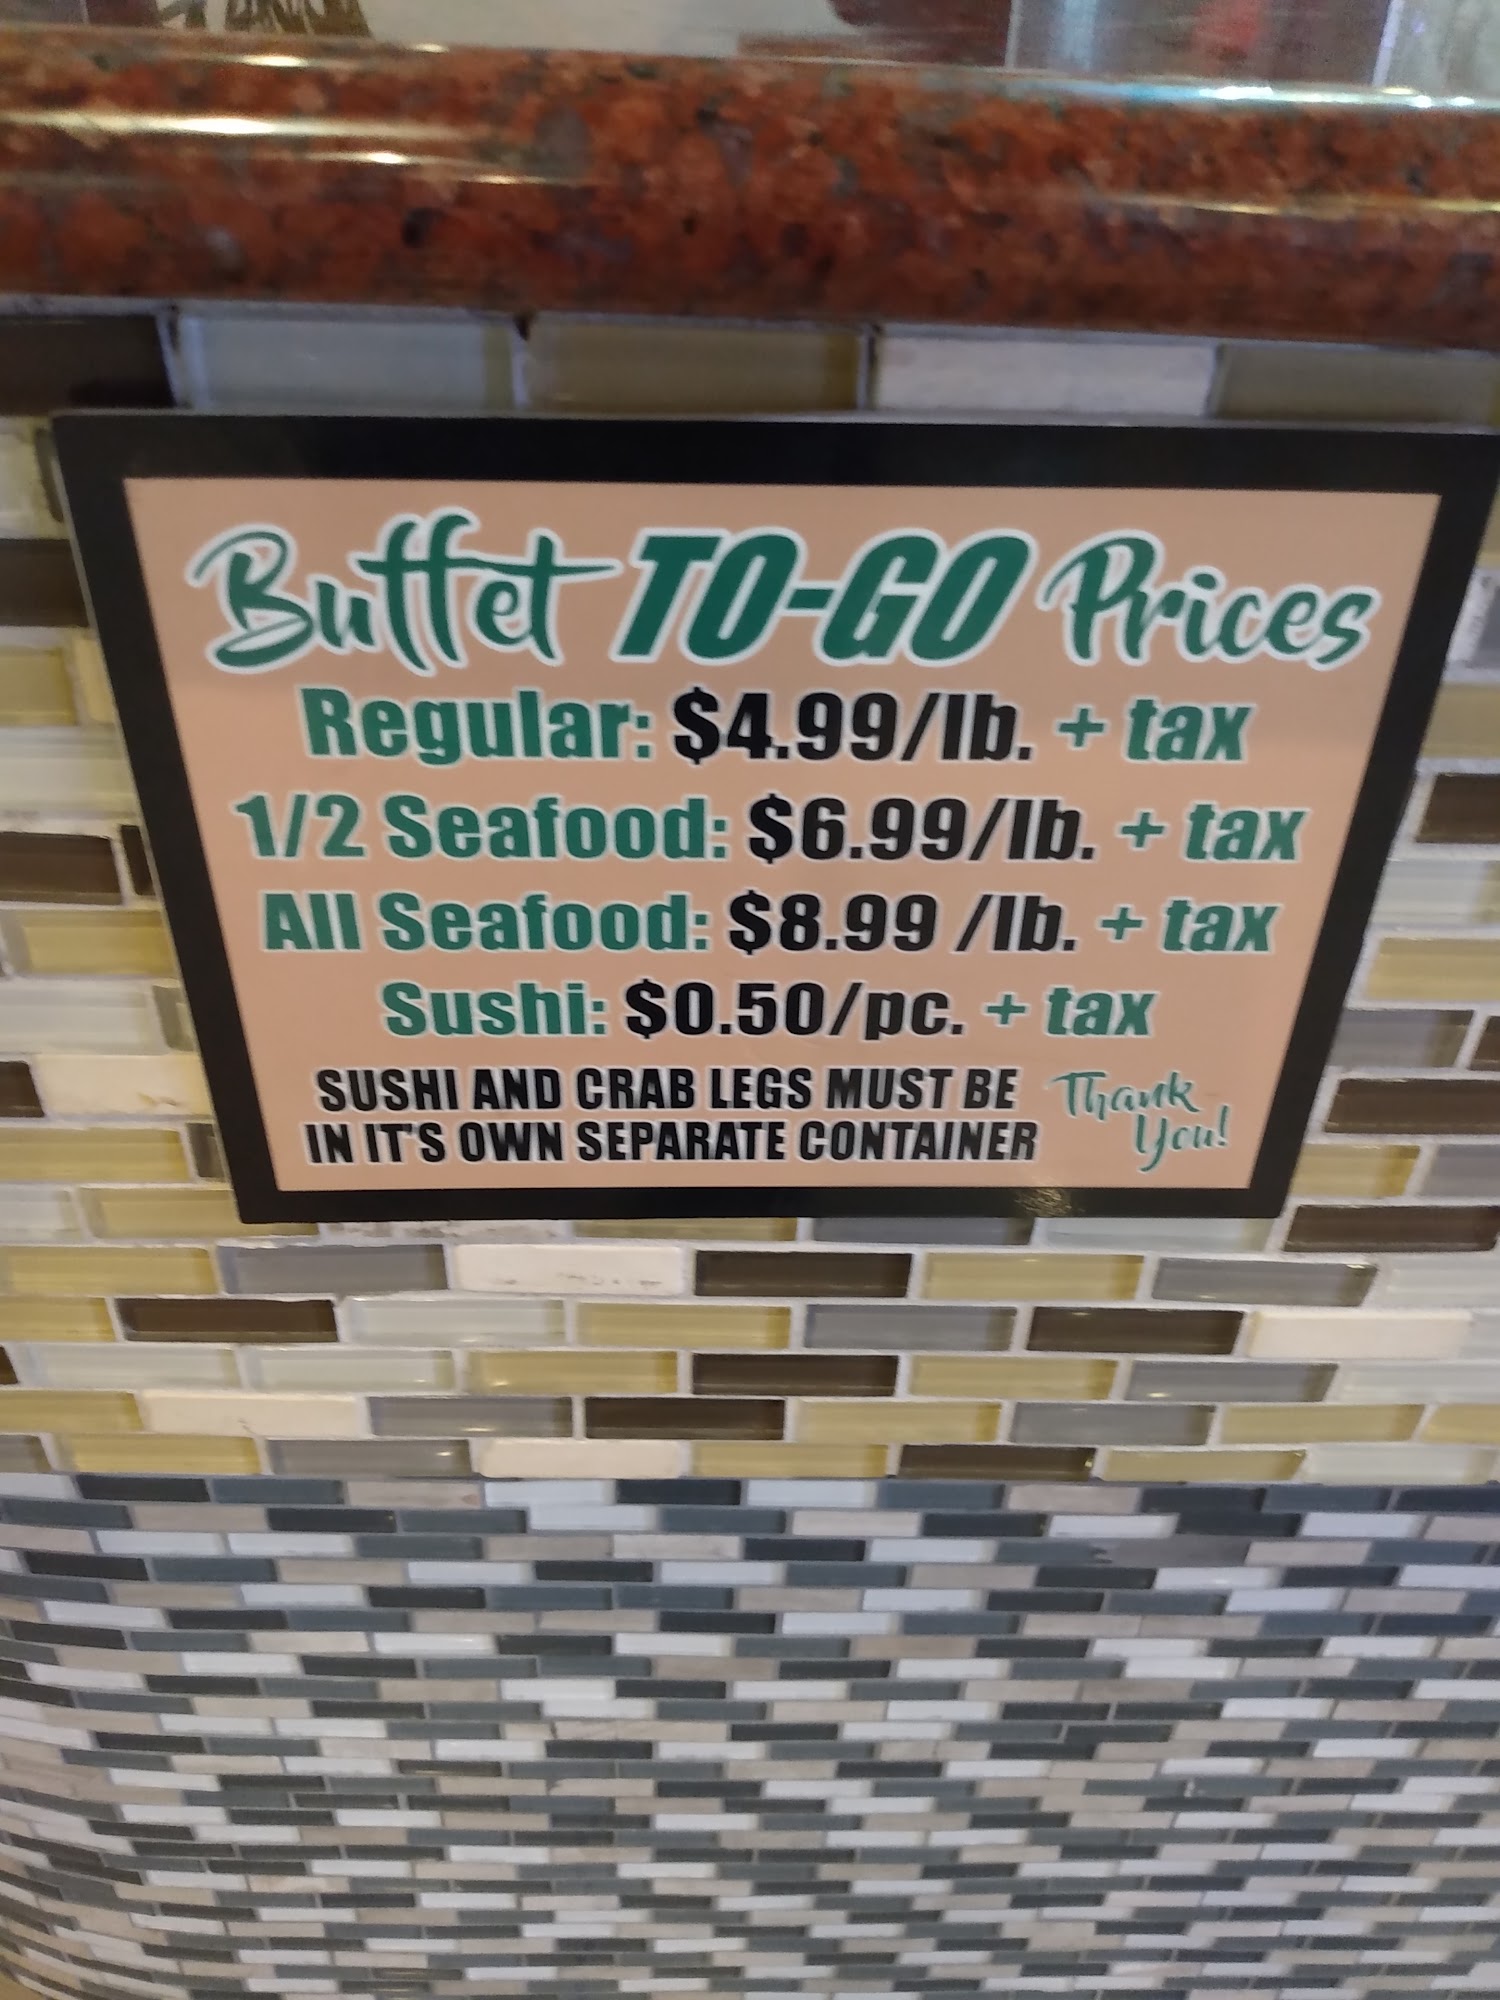 Buffet TO-GO Prices
Regular: $4.99/lb. + tax
1/2 Seafood: $6.99/lb. + tax
All Seafood: $8.99 /lb. + tax
Sushi: $0.50/pc. + tax
SUSHI AND CRAB LEGS MUST BE
IN IT'S OWN SEPARATE CONTAINER
Thank
You!